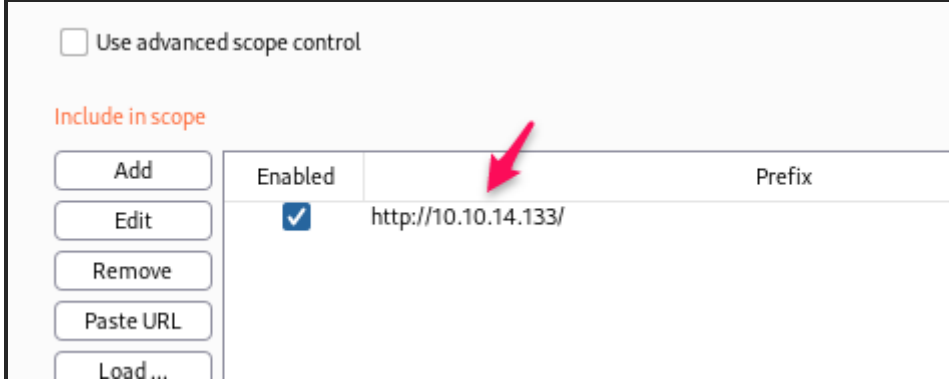 Use advanced scope control
Include in scope
Add
Enabled
Prefix
Edit
http://10.10.14.133/
Remove
Paste URL
Load ...